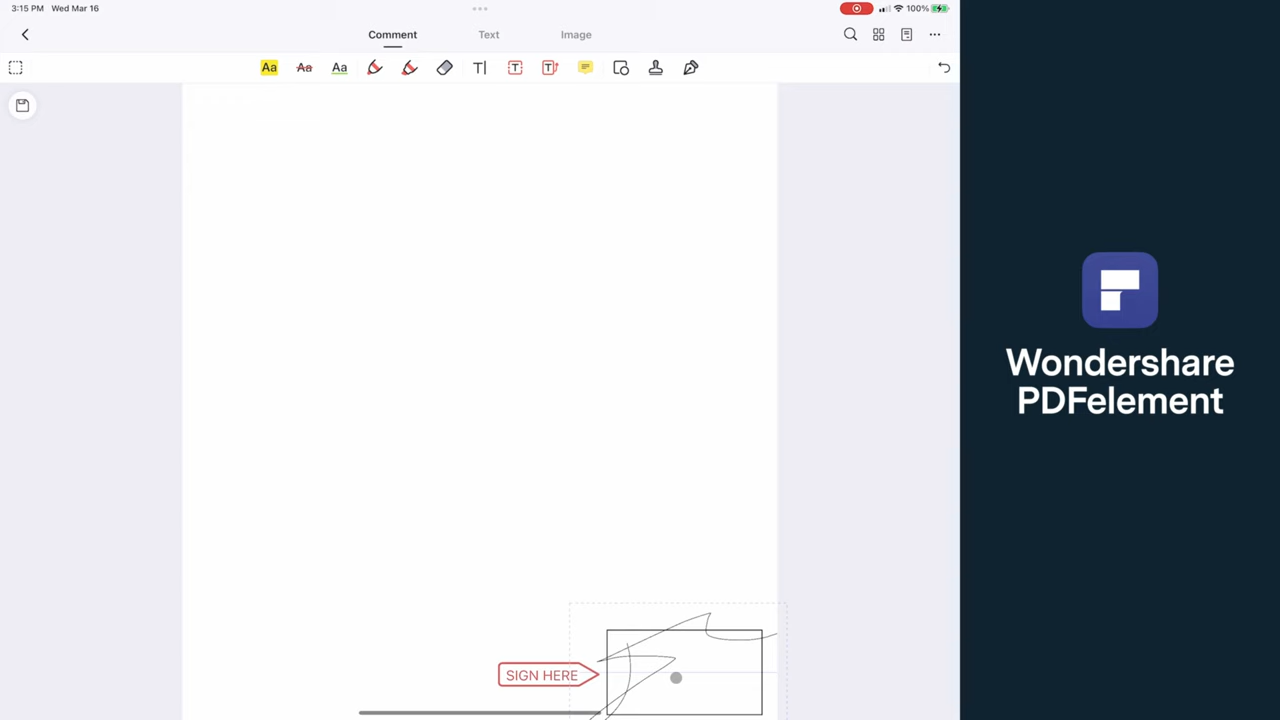 3:15 PM Wed Mar 16
100%
Comment
Text
Image
Aa
Aa
Aa
T
T
T
SIGN HERE
Wondershare
PDFelement